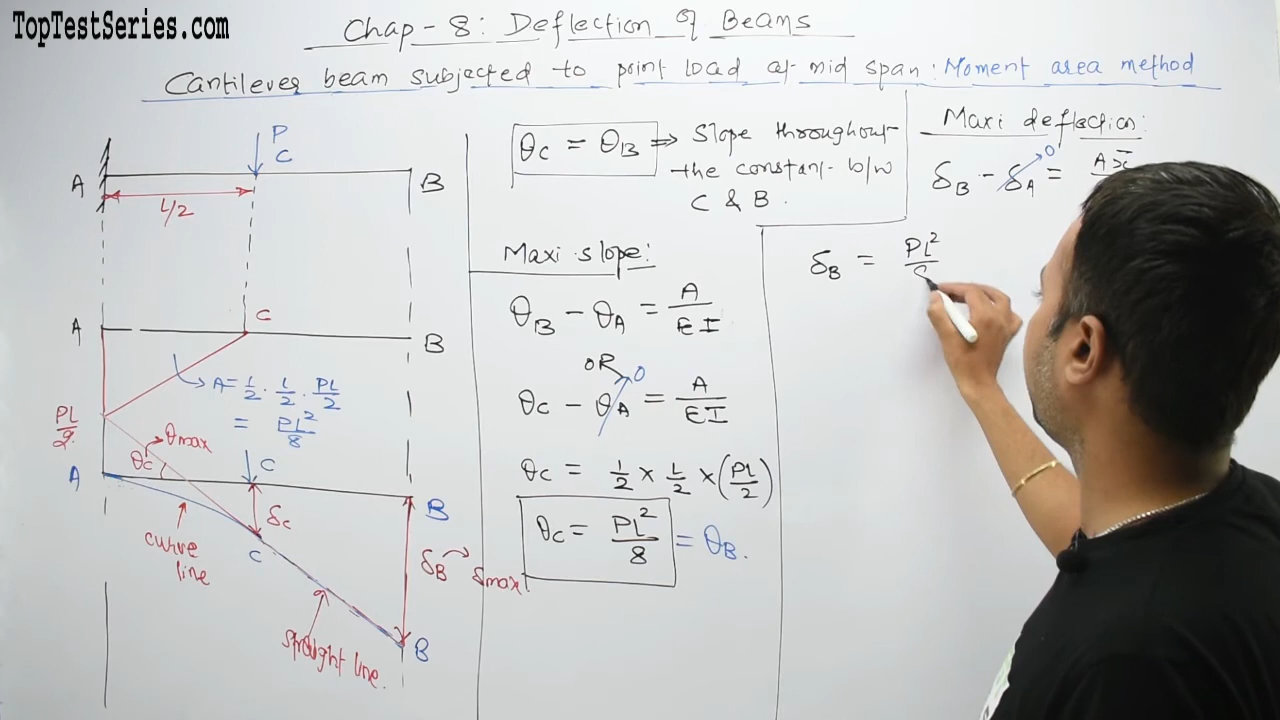 TopTestSeries.com
Chap-8: Deflection of Beams
Cantilever beam subjected to point load at mid span: Moment area method
P
C
A
B
L/2
A
C
B
A = 1/2 . L/2 . PL/2
= PL²/8
PL/2
θmax
θc
A
C
B
δc
C
curve line
δB → δmax
straight line.
B
θc = θB ⇒ Slope throughout
the constant b/w
C & B.
Maxi slope:
θB - θA = A/EI
OR
θc - θA = A/EI
0
θc = 1/2 × L/2 × (PL/2)
θc = PL²/8 = θB.
Maxi deflection:
δB - δA = Ax̄
0
δB = PL²